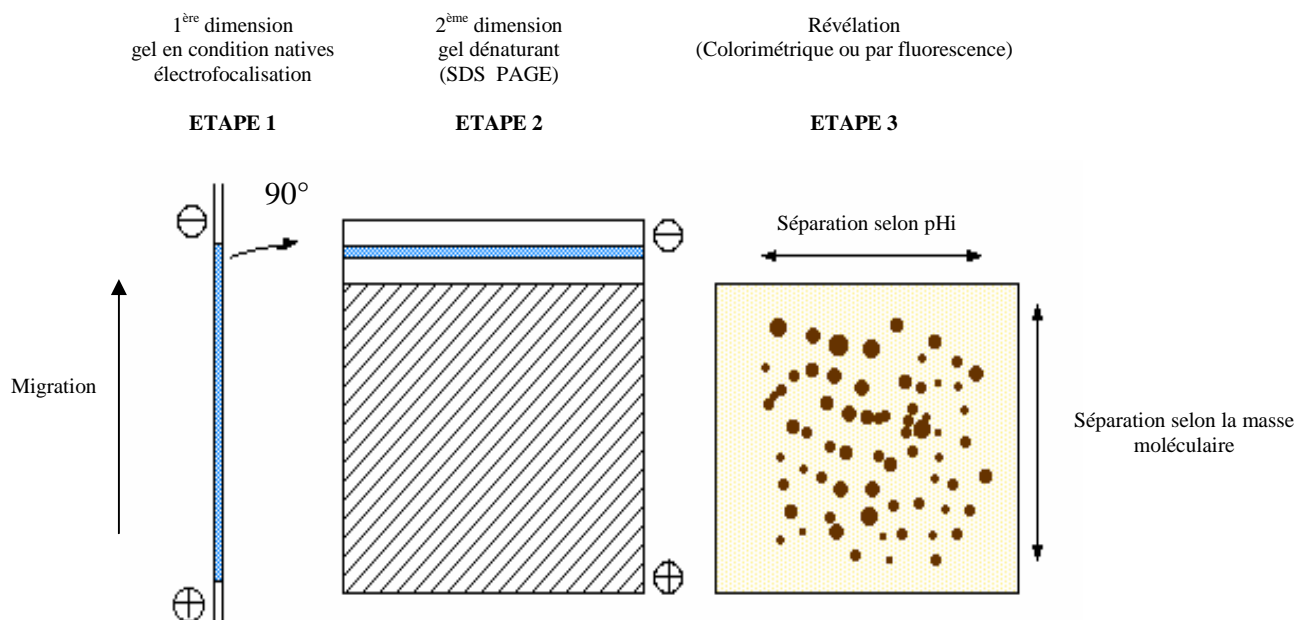 1ère dimension
gel en condition natives
électrofocalisation
ETAPE 1
2ème dimension
gel dénaturant
(SDS PAGE)
ETAPE 2
Révélation
(Colorimétrique ou par fluorescence)
ETAPE 3
90°
Migration
Séparation selon pHi
Séparation selon la masse
moléculaire